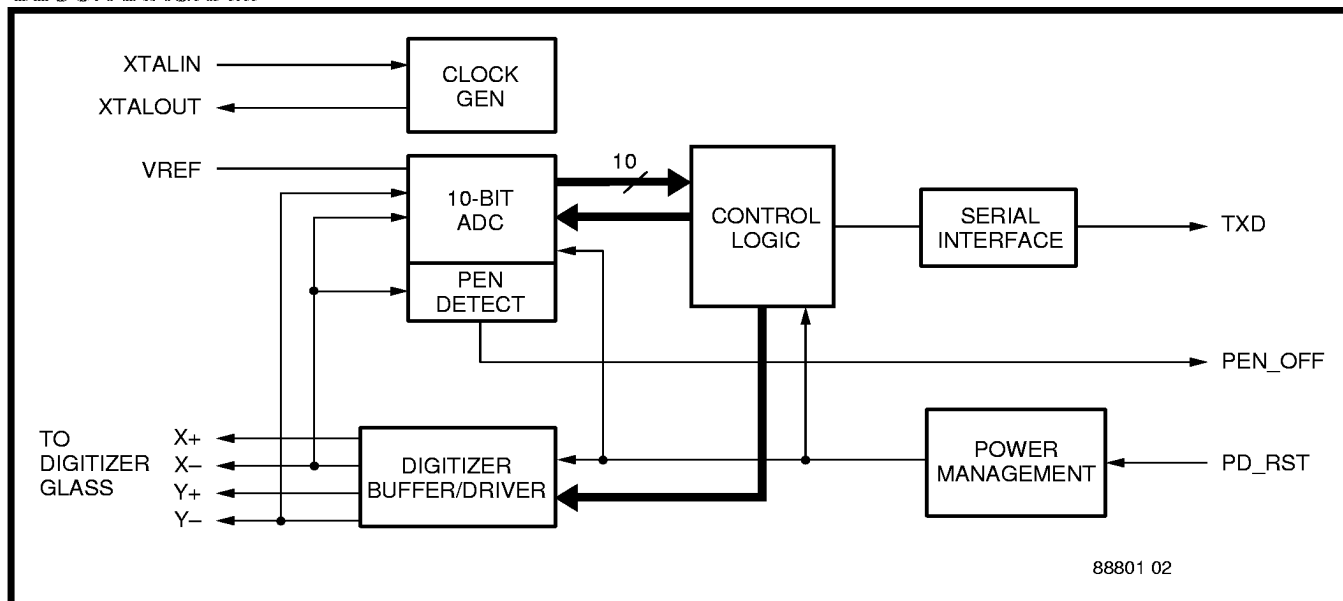 XTALIN
XTALOUT
CLOCK
GEN
VREF
10-BIT
ADC
10
PEN
DETECT
CONTROL
LOGIC
SERIAL
INTERFACE
TXD
PEN_OFF
TO
DIGITIZER
GLASS
X+
X–
Y+
Y–
DIGITIZER
BUFFER/DRIVER
POWER
MANAGEMENT
PD_RST
88801 02